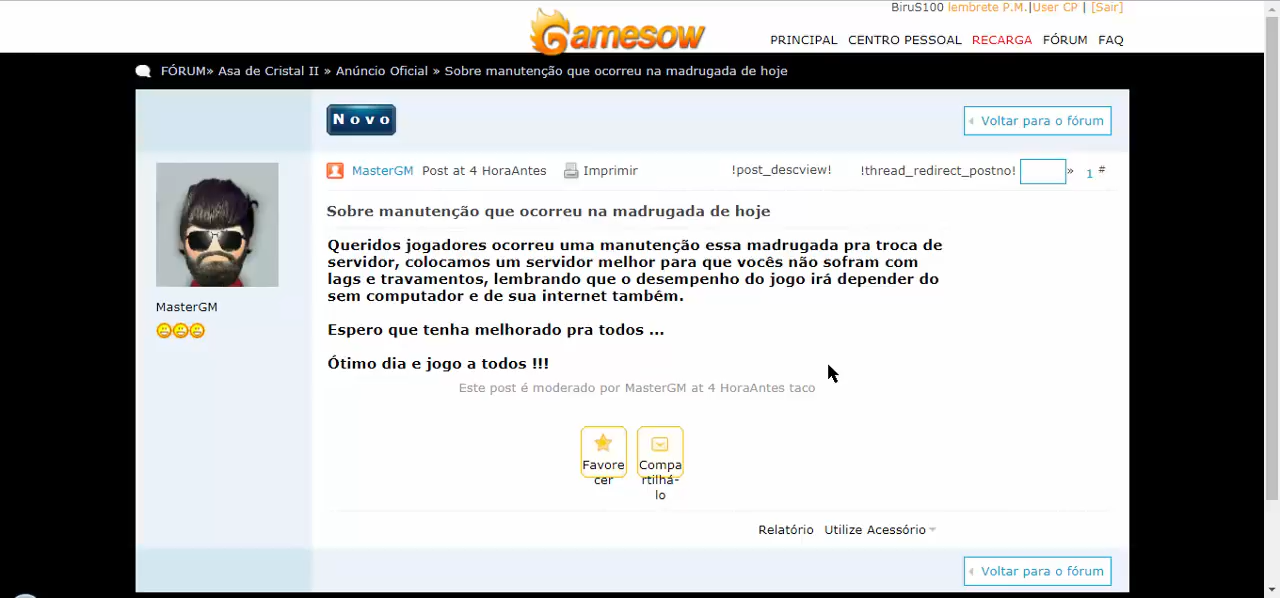 BiruS100 lembrete P.M.|User CP | [Sair]
Gamesow
PRINCIPAL CENTRO PESSOAL RECARGA FÓRUM FAQ
FÓRUM» Asa de Cristal II » Anúncio Oficial » Sobre manutenção que ocorreu na madrugada de hoje
Novo
Voltar para o fórum
MasterGM Post at 4 HoraAntes Imprimir !post_descview! !thread_redirect_postno! » 1 #
Sobre manutenção que ocorreu na madrugada de hoje
Queridos jogadores ocorreu uma manutenção essa madrugada pra troca de
servidor, colocamos um servidor melhor para que vocês não sofram com
lags e travamentos, lembrando que o desempenho do jogo irá depender do
sem computador e de sua internet também.
MasterGM
Espero que tenha melhorado pra todos ...
Ótimo dia e jogo a todos !!!
Este post é moderado por MasterGM at 4 HoraAntes taco
Favore
cer
Compa
rtilhá-
lo
Relatório Utilize Acessório
Voltar para o fórum